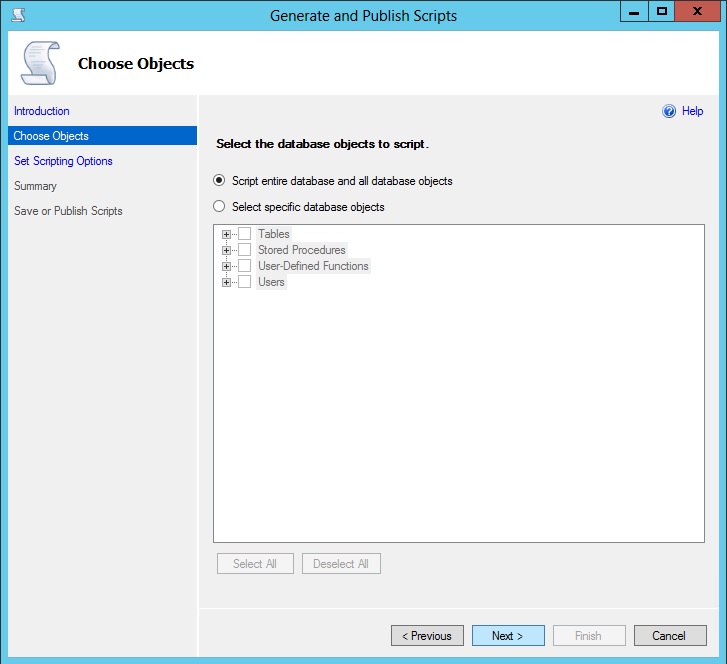 Generate and Publish Scripts
Choose Objects
Introduction
Choose Objects
Set Scripting Options
Summary
Save or Publish Scripts
Help
Select the database objects to script.
Script entire database and all database objects
Select specific database objects
Tables
Stored Procedures
User-Defined Functions
Users
Select All
Deselect All
< Previous
Next >
Finish
Cancel